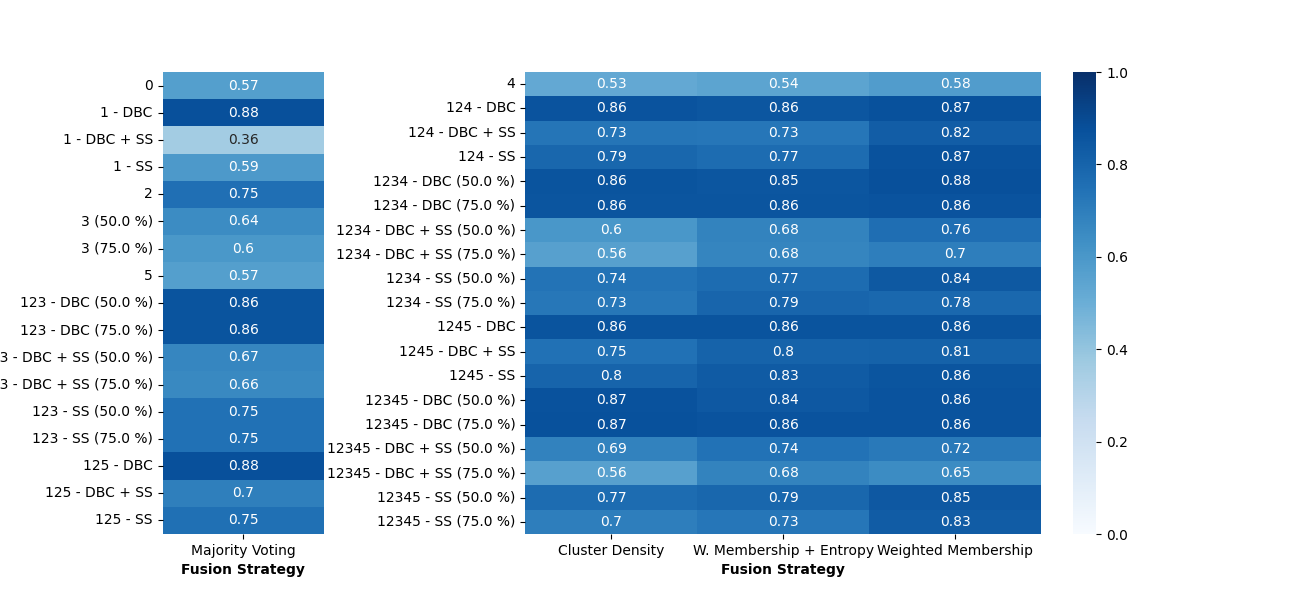 0 0.57
1 - DBC 0.88
1 - DBC + SS 0.36
1 - SS 0.59
2 0.75
3 (50.0 %) 0.64
3 (75.0 %) 0.6
5 0.57
123 - DBC (50.0 %) 0.86
123 - DBC (75.0 %) 0.86
3 - DBC + SS (50.0 %) 0.67
3 - DBC + SS (75.0 %) 0.66
123 - SS (50.0 %) 0.75
123 - SS (75.0 %) 0.75
125 - DBC 0.88
125 - DBC + SS 0.7
125 - SS 0.75
Majority Voting
Fusion Strategy
4 0.53 0.54 0.58
124 - DBC 0.86 0.86 0.87
124 - DBC + SS 0.73 0.73 0.82
124 - SS 0.79 0.77 0.87
1234 - DBC (50.0 %) 0.86 0.85 0.88
1234 - DBC (75.0 %) 0.86 0.86 0.86
1234 - DBC + SS (50.0 %) 0.6 0.68 0.76
1234 - DBC + SS (75.0 %) 0.56 0.68 0.7
1234 - SS (50.0 %) 0.74 0.77 0.84
1234 - SS (75.0 %) 0.73 0.79 0.78
1245 - DBC 0.86 0.86 0.86
1245 - DBC + SS 0.75 0.8 0.81
1245 - SS 0.8 0.83 0.86
12345 - DBC (50.0 %) 0.87 0.84 0.86
12345 - DBC (75.0 %) 0.87 0.86 0.86
12345 - DBC + SS (50.0 %) 0.69 0.74 0.72
12345 - DBC + SS (75.0 %) 0.56 0.68 0.65
12345 - SS (50.0 %) 0.77 0.79 0.85
12345 - SS (75.0 %) 0.7 0.73 0.83
Cluster Density W. Membership + Entropy Weighted Membership
Fusion Strategy
1.0
0.8
0.6
0.4
0.2
0.0